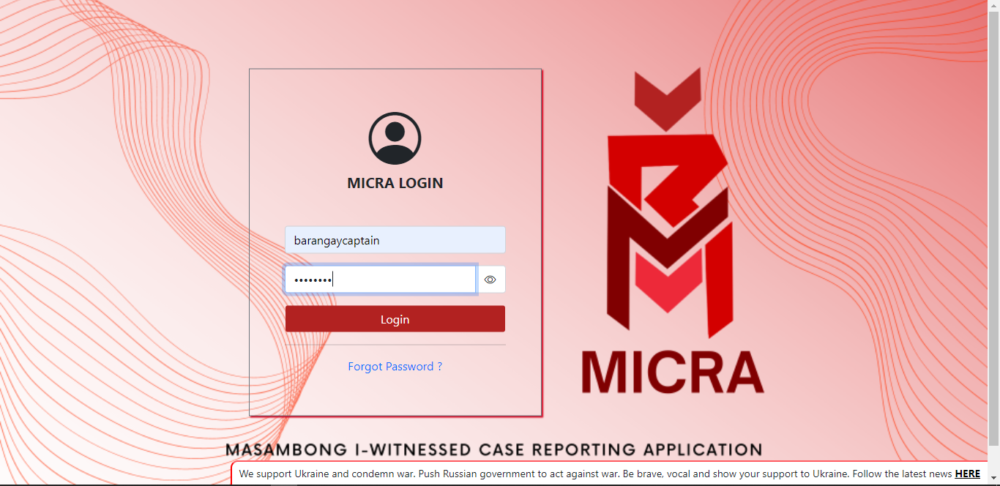 MICRA LOGIN
barangaycaptain
••••••••
Login
Forgot Password ?
MICRA
MASAMBONG I-WITNESSED CASE REPORTING APPLICATION
We support Ukraine and condemn war. Push Russian government to act against war. Be brave, vocal and show your support to Ukraine. Follow the latest news HERE